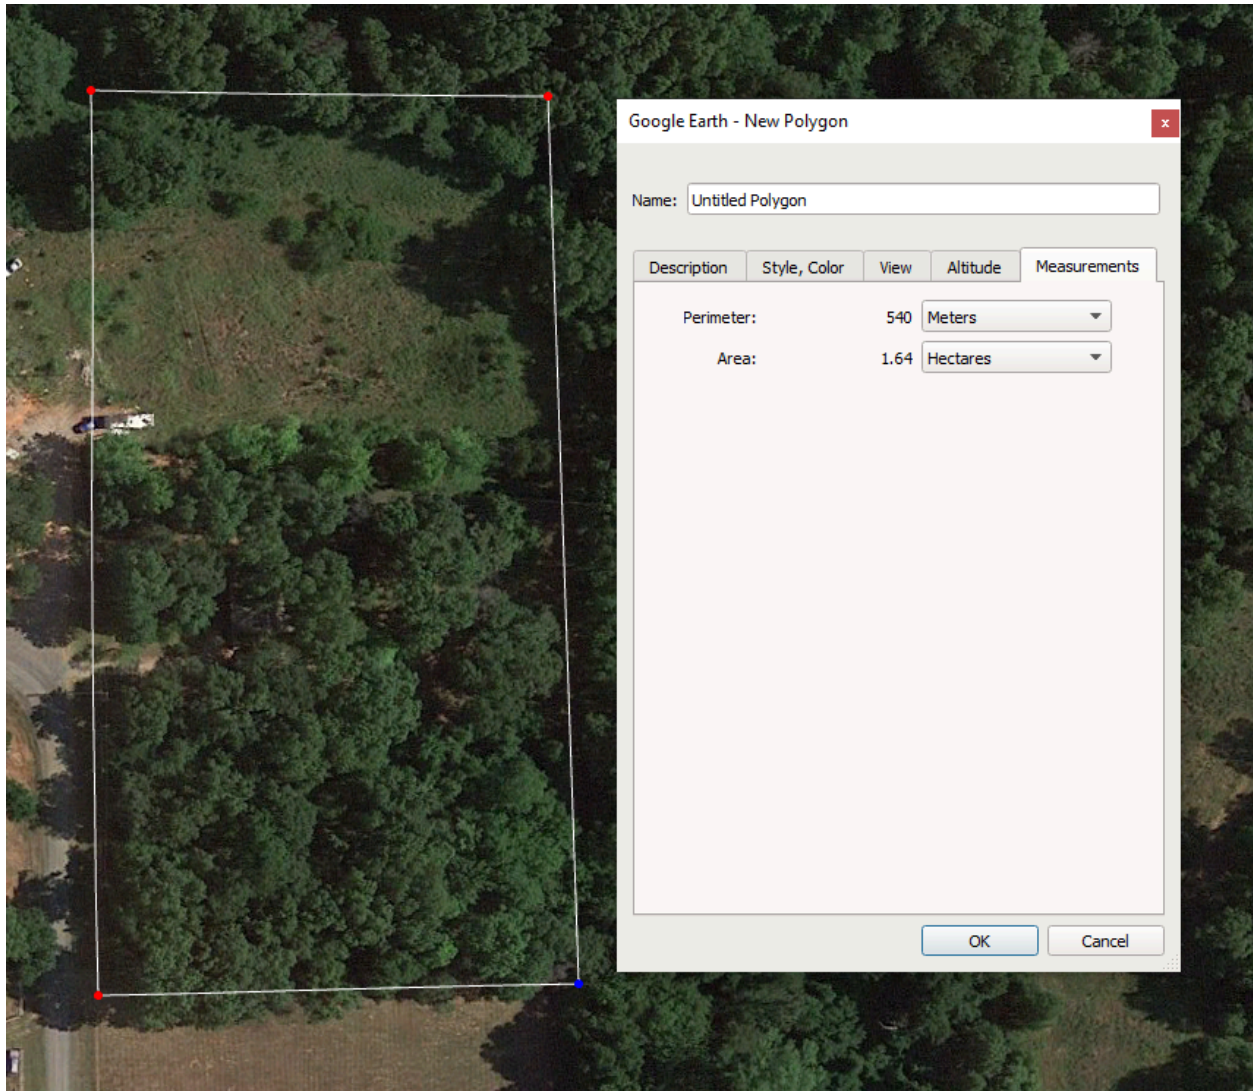 Google Earth - New Polygon
x
Name: Untitled Polygon
Description Style, Color View Altitude Measurements
Perimeter: 540 Meters
Area: 1.64 Hectares
OK Cancel